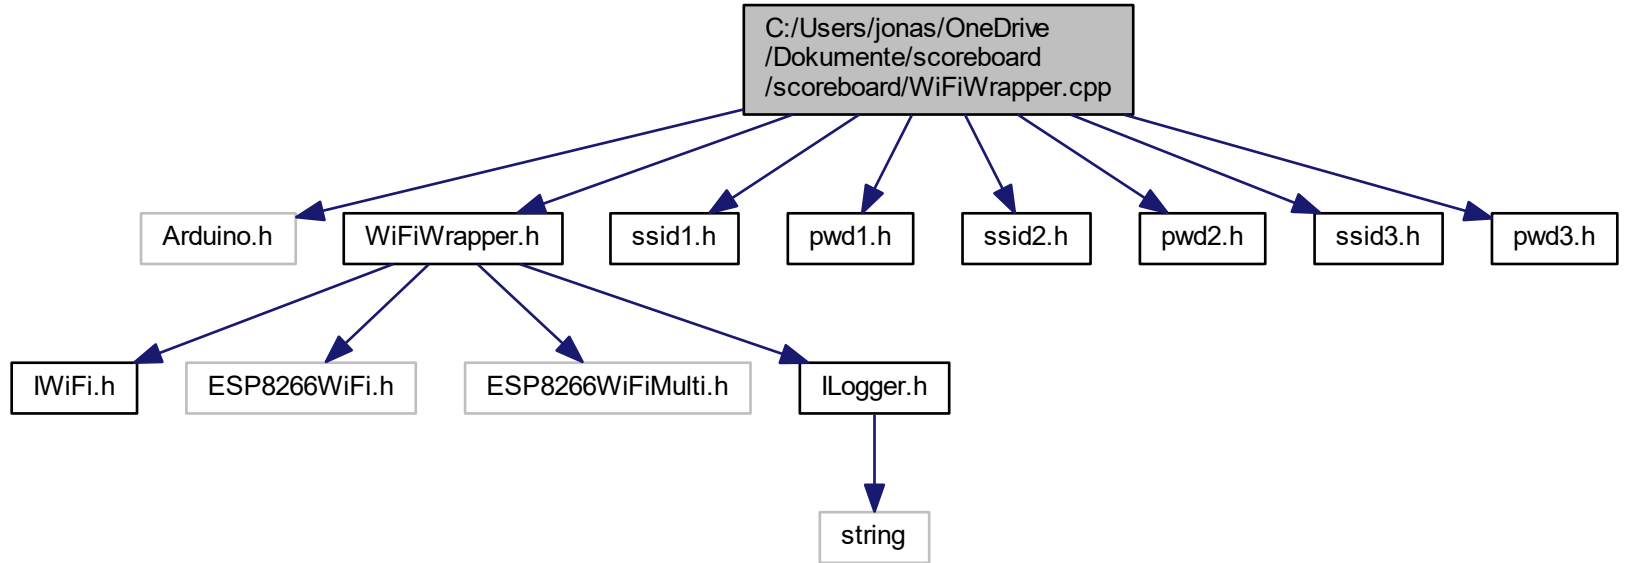 C:/Users/jonas/OneDrive
/Dokumente/scoreboard
/scoreboard/WiFiWrapper.cpp
Arduino.h
WiFiWrapper.h
ssid1.h
pwd1.h
ssid2.h
pwd2.h
ssid3.h
pwd3.h
IWiFi.h
ESP8266WiFi.h
ESP8266WiFiMulti.h
ILogger.h
string